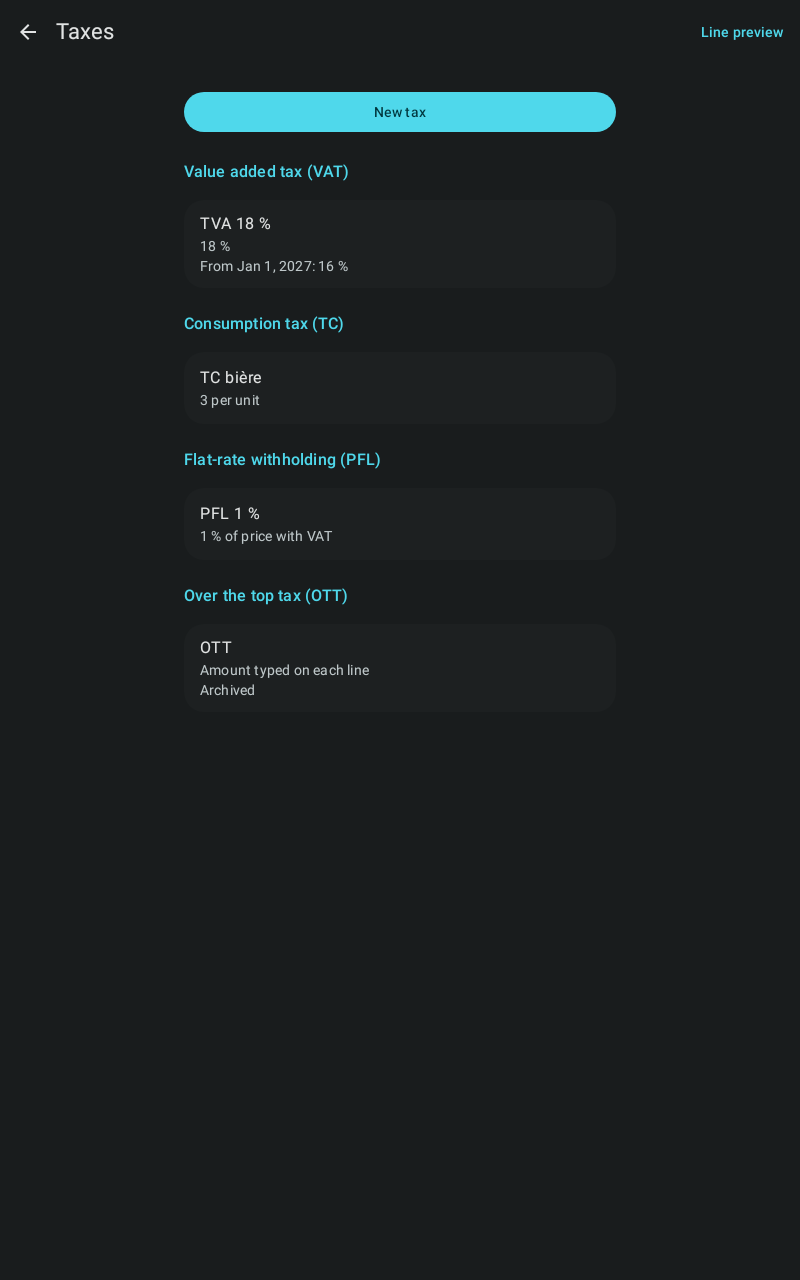 Taxes
Line preview
New tax
Value added tax (VAT)
TVA 18 %
18 %
From Jan 1, 2027: 16 %
Consumption tax (TC)
TC bière
3 per unit
Flat-rate withholding (PFL)
PFL 1 %
1 % of price with VAT
Over the top tax (OTT)
OTT
Amount typed on each line
Archived